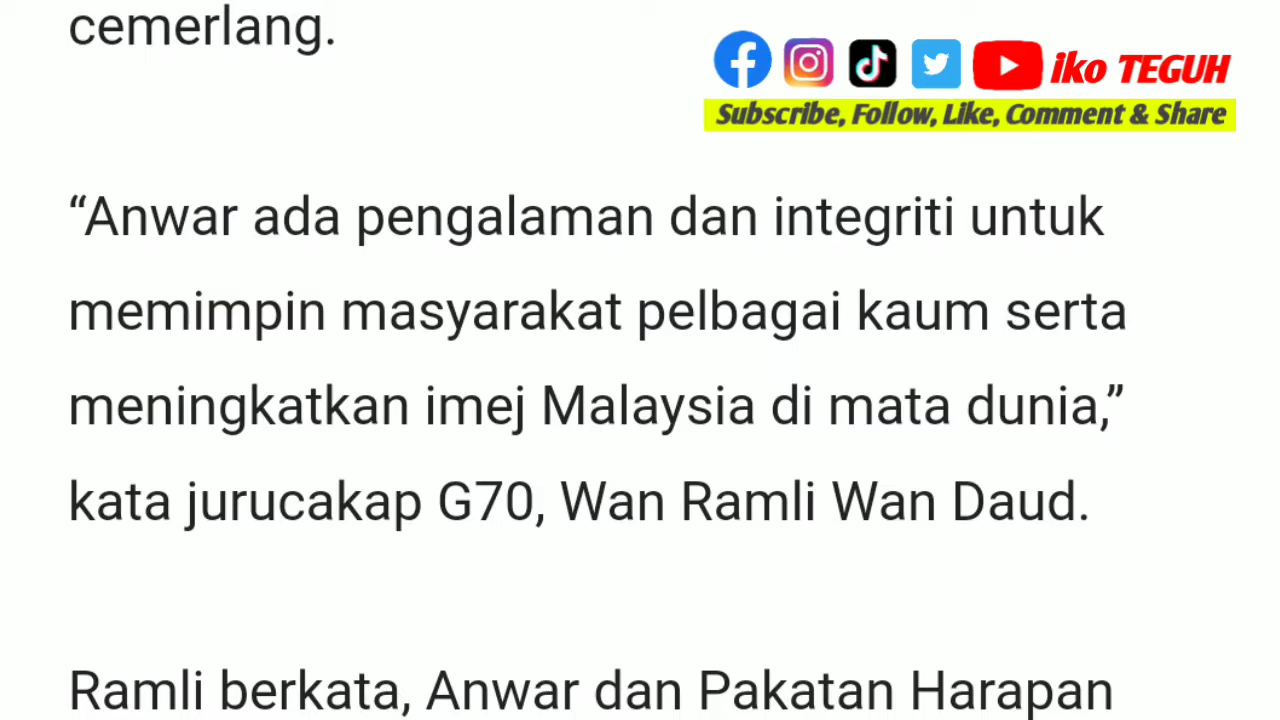 cemerlang.
iko TEGUH
Subscribe, Follow, Like, Comment & Share
“Anwar ada pengalaman dan integriti untuk
memimpin masyarakat pelbagai kaum serta
meningkatkan imej Malaysia di mata dunia,”
kata jurucakap G70, Wan Ramli Wan Daud.
Ramli berkata, Anwar dan Pakatan Harapan